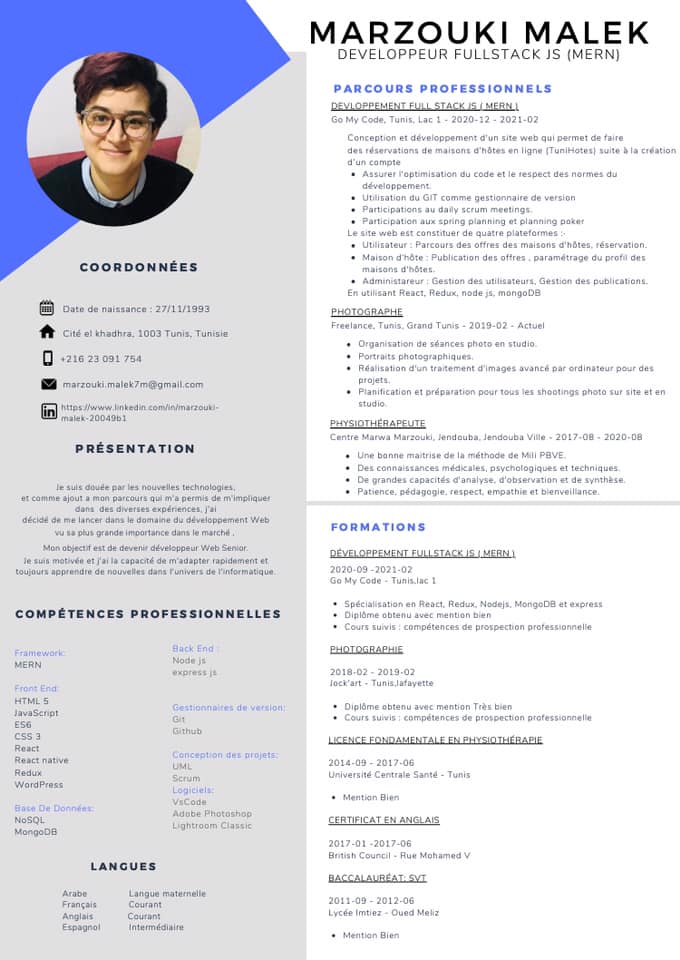 MARZOUKI MALEK
DEVELOPPEUR FULLSTACK JS (MERN)
COORDONNÉES
Date de naissance : 27/11/1993
Cité el khadhra, 1003 Tunis, Tunisie
+216 23 091 754
marzouki.malek7m@gmail.com
https://www.linkedin.com/in/marzouki-
malek-20049b1
PRÉSENTATION
Je suis douée par les nouvelles technologies,
et comme ajout a mon parcours qui m'a permis de m'impliquer
dans des diverses expériences, j'ai
décidé de me lancer dans le domaine du développement Web
vu sa plus grande importance dans le marché .
Mon objectif est de devenir développeur Web Senior.
Je suis motivée et j'ai la capacité de m'adapter rapidement et
toujours apprendre de nouvelles dans l'univers de l'informatique.
COMPÉTENCES PROFESSIONNELLES
Framework:
MERN
Front End:
HTML 5
JavaScript
ES6
CSS 3
React
React native
Redux
WordPress
Base De Données:
NoSQL
MongoDB
Back End :
Node js
express js
Gestionnaires de version:
Git
Github
Conception des projets:
UML
Scrum
Logiciels:
VsCode
Adobe Photoshop
Lightroom Classic
LANGUES
Arabe Langue maternelle
Français Courant
Anglais Courant
Espagnol Intermédiaire
PARCOURS PROFESSIONNELS
DEVLOPPEMENT FULL STACK JS ( MERN )
Go My Code, Tunis, Lac 1 - 2020-12 - 2021-02
Conception et développement d'un site web qui permet de faire
des réservations de maisons d'hôtes en ligne (TuniHotes) suite à la création
d'un compte
• Assurer l'optimisation du code et le respect des normes du
développement.
• Utilisation du GIT comme gestionnaire de version
• Participations au daily scrum meetings.
• Participation aux spring planning et planning poker
Le site web est constituer de quatre plateformes :-
• Utilisateur : Parcours des offres des maisons d'hôtes, réservation.
• Maison d'hôte : Publication des offres , paramétrage du profil des
maisons d'hôtes.
• Administareur : Gestion des utilisateurs, Gestion des publications.
En utilisant React, Redux, node js, mongoDB
PHOTOGRAPHE
Freelance, Tunis, Grand Tunis - 2019-02 - Actuel
• Organisation de séances photo en studio.
• Portraits photographiques.
• Réalisation d'un traitement d'images avancé par ordinateur pour des
projets.
• Planification et préparation pour tous les shootings photo sur site et en
studio.
PHYSIOTHÉRAPEUTE
Centre Marwa Marzouki, Jendouba, Jendouba Ville - 2017-08 - 2020-08
• Une bonne maitrise de la méthode de Mili PBVE.
• Des connaissances médicales, psychologiques et techniques.
• De grandes capacités d'analyse, d'observation et de synthèse.
• Patience, pédagogie, respect, empathie et bienveillance.
FORMATIONS
DÉVELOPPEMENT FULLSTACK JS ( MERN )
2020-09 -2021-02
Go My Code - Tunis,lac 1
• Spécialisation en React, Redux, Nodejs, MongoDB et express
• Diplôme obtenu avec mention bien
• Cours suivis : compétences de prospection professionnelle
PHOTOGRAPHIE
2018-02 - 2019-02
Jock'art - Tunis,lafayette
• Diplôme obtenu avec mention Très bien
• Cours suivis : compétences de prospection professionnelle
LICENCE FONDAMENTALE EN PHYSIOTHÉRAPIE
2014-09 - 2017-06
Université Centrale Santé - Tunis
• Mention Bien
CERTIFICAT EN ANGLAIS
2017-01 -2017-06
British Council - Rue Mohamed V
BACCALAURÉAT: SVT
2011-09 - 2012-06
Lycée Imtiez - Oued Meliz
• Mention Bien